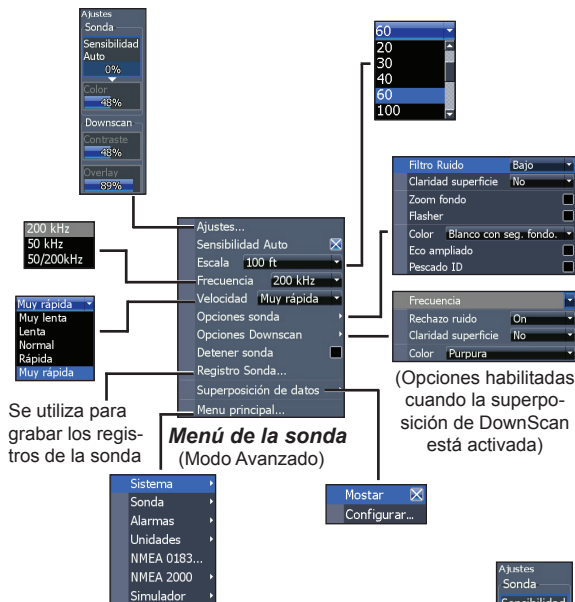 Ajustes
Sonda
Sensibilidad
Auto
0%
Color
48%
Downscan
Contraste
48%
Overlay
89%
60
20
30
40
60
100
Filtro Ruido Bajo
Claridad superficie No
Zoom fondo
Flasher
Color Blanco con seg. fondo.
Eco ampliado
Pescado ID
200 kHz
50 kHz
50/200kHz
Ajustes...
Sensibilidad Auto
Escala 100 ft
Frecuencia 200 kHz
Velocidad Muy rápida
Opciones sonda
Opciones Downscan
Detener sonda
Registro Sonda...
Superposición de datos
Menu principal...
Muy rápida
Muy lenta
Lenta
Normal
Rápida
Muy rápida
Frecuencia
Rechazo ruido On
Claridad superficie No
Color Purpura
(Opciones habilitadas
cuando la superpo-
sición de DownScan
está activada)
Se utiliza para
grabar los regis-
tros de la sonda
Menú de la sonda
(Modo Avanzado)
Sistema
Sonda
Alarmas
Unidades
NMEA 0183...
NMEA 2000
Simulador
Mostar
Configurar...
Ajustes
Sonda
Sensibilidad